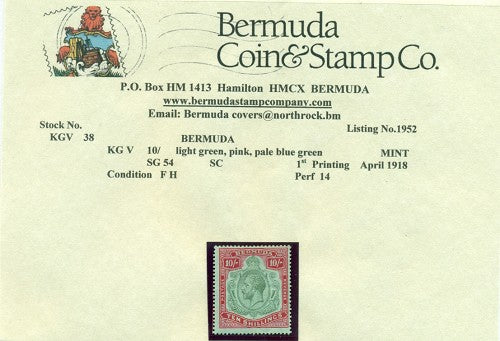 Bermuda
Coin&Stamp Co.
P.O. Box HM 1413 Hamilton HMCX BERMUDA
www.bermudastampcompany.com
Email: Bermuda covers@northrock.bm
Stock No. Listing No.1952
KGV 38 BERMUDA
KG V 10/ light green, pink, pale blue green MINT
SG 54 SC 1st Printing April 1918
Condition F H Perf 14
BERMUDA
10/- 10/-
TEN SHILLINGS